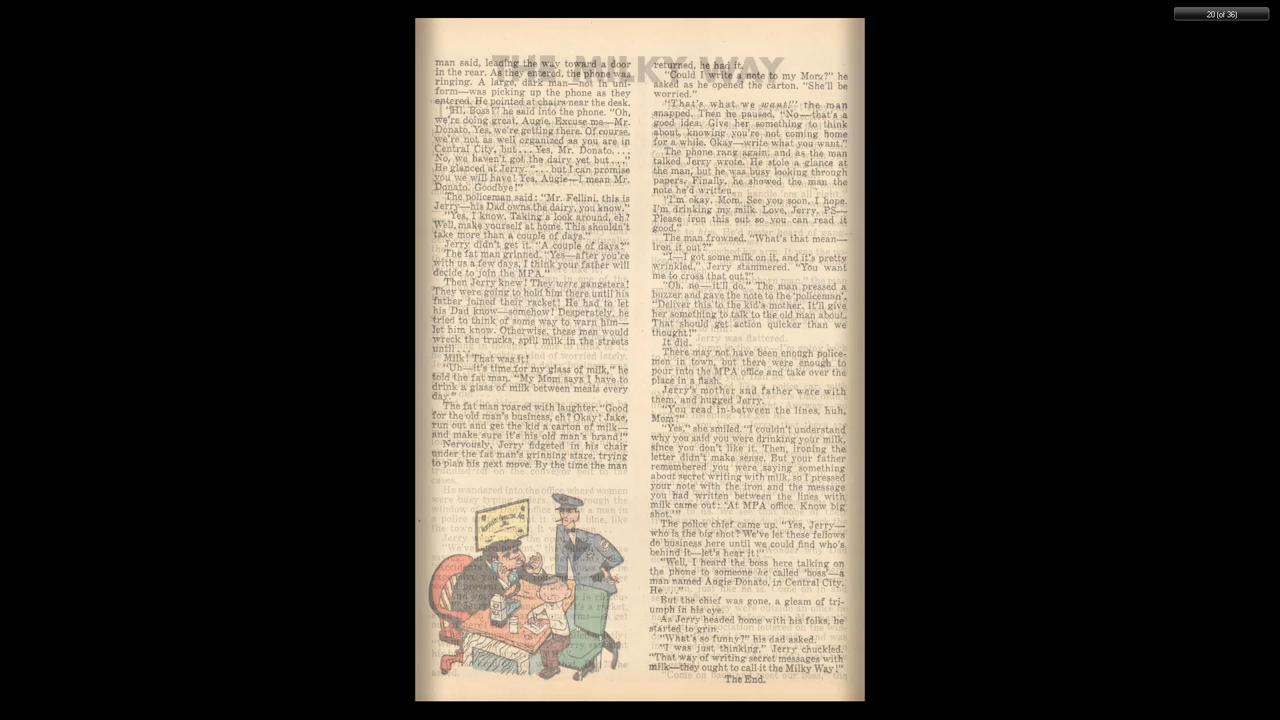 20 (of 36)
THE MILKY WAY
man said, leading the way toward a door
in the rear. As they entered, the phone was
ringing. A large, dark man—not in uni-
form—was picking up the phone as they
entered. He pointed at chairs near the desk.
"Hi, Boss!" he said into the phone. "Oh,
we're doing great, Augie. Excuse me—Mr.
Donato. Yes, we're getting there. Of course,
we're not as well organized as you are in
Central City, but . . . Yes, Mr. Donato. . . .
No, we haven't got the dairy yet but . . ."
He glanced at Jerry. ". . . but I can promise
you we will have! Yes, Augie—I mean Mr.
Donato. Goodbye!"
The policeman said: "Mr. Fellini, this is
Jerry—his Dad owns the dairy, you know."
"Yes, I know. Taking a look around, eh?
Well, make yourself at home. This shouldn't
take more than a couple of days."
Jerry didn't get it. "A couple of days?"
The fat man grinned. "Yes—after you're
with us a few days, I think your father will
decide to join the MPA."
Then Jerry knew! They were gangsters!
They were going to hold him there until his
father joined their racket! He had to let
his Dad know—somehow! Desperately, he
tried to think of some way to warn him—
let him know. Otherwise, these men would
wreck the trucks, spill milk in the streets
until . . .
Milk! That was it!
"Uh—it's time for my glass of milk," he
told the fat man. "My Mom says I have to
drink a glass of milk between meals every
day."
The fat man roared with laughter. "Good
for the old man's business, eh? Okay! Jake,
run out and get the kid a carton of milk—
and make sure it's his old man's brand!"
Nervously, Jerry fidgeted in his chair
under the fat man's grinning stare, trying
to plan his next move. By the time the man
returned, he had it.
"Could I write a note to my Mom?" he
asked as he opened the carton. "She'll be
worried."
"That's what we want!" the man
snapped. Then he paused. "No—that's a
good idea. Give her something to think
about, knowing you're not coming home
for a while. Okay—write what you want."
The phone rang again; and as the man
talked Jerry wrote. He stole a glance at
the man, but he was busy looking through
papers. Finally, he showed the man the
note he'd written.
"I'm okay, Mom. See you soon, I hope.
I'm drinking my milk. Love, Jerry. PS—
Please iron this out so you can read it
good."
The man frowned. "What's that mean—
iron it out?"
"I—I got some milk on it, and it's pretty
wrinkled," Jerry stammered. "You want
me to cross that out?"
"Oh, no—it'll do." The man pressed a
buzzer and gave the note to the 'policeman'.
"Deliver this to the kid's mother. It'll give
her something to talk to the old man about.
That should get action quicker than we
thought!"
It did.
There may not have been enough police-
men in town, but there were enough to
pour into the MPA office and take over the
place in a flash.
Jerry's mother and father were with
them, and hugged Jerry.
"You read in-between the lines, huh,
Mom?"
"Yes," she smiled. "I couldn't understand
why you said you were drinking your milk,
since you don't like it. Then, ironing the
letter didn't make sense. But your father
remembered you were saying something
about secret writing with milk, so I pressed
your note with the iron and the message
you had written between the lines with
milk came out: 'At MPA office. Know big
shot.'"
The police chief came up. "Yes, Jerry—
who is the big shot? We've let these fellows
do business here until we could find who's
behind it—let's hear it!"
"Well, I heard the boss here talking on
the phone to someone he called 'boss'—a
man named Augie Donato, in Central City.
He . . ."
But the chief was gone, a gleam of tri-
umph in his eye.
As Jerry headed home with his folks, he
started to grin.
"What's so funny?" his dad asked.
"I was just thinking," Jerry chuckled.
"That way of writing secret messages with
milk—they ought to call it the Milky Way!"
The End.